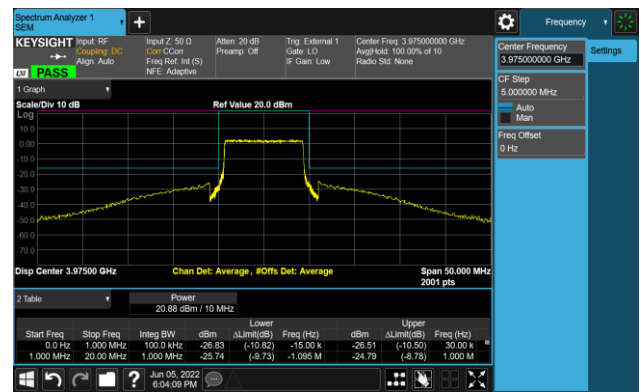 Spectrum Analyzer 1
SEM
Frequency
KEYSIGHT
Input: RF
Coupling: DC
Align: Auto
Input Z: 50 Ω
Corr CCorr
Freq Ref: Int (S)
NFE: Adaptive
Atten: 20 dB
Preamp: Off
Trig: External 1
Gate: LO
IF Gain: Low
Center Freq: 3.975000000 GHz
Avg|Hold: 100.00% of 10
Radio Std: None
LXI
PASS
Center Frequency
3.975000000 GHz
Settings
CF Step
5.000000 MHz
Auto
Man
Freq Offset
0 Hz
1 Graph
Scale/Div 10 dB
Ref Value 20.0 dBm
Log
10.0
0.00
-10.0
-20.0
-30.0
-40.0
-50.0
-60.0
-70.0
Disp Center 3.97500 GHz
Chan Det: Average , #Offs Det: Average
Span 50.000 MHz
2001 pts
2 Table
Power
20.88 dBm / 10 MHz
Lower
Upper
Start Freq Stop Freq Integ BW dBm ΔLimit(dB) Freq (Hz) dBm ΔLimit(dB) Freq (Hz)
0.0 Hz 1.000 MHz 100.0 kHz -26.83 (-10.82) -15.00 k -26.51 (-10.50) 30.00 k
1.000 MHz 20.00 MHz 1.000 MHz -25.74 (-9.73) -1.095 M -24.79 (-8.78) 1.000 M
?
Jun 05, 2022
6:04:09 PM